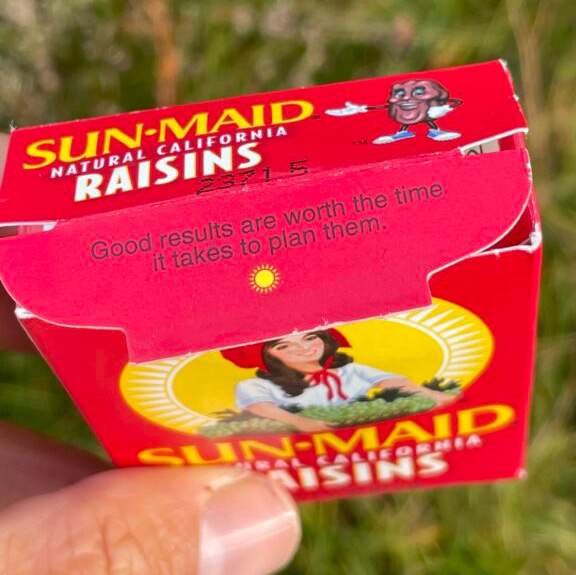 SUN-MAID
NATURAL CALIFORNIA
RAISINS
2371 5
Good results are worth the time
it takes to plan them.
SUN-MAID
CALIFORNIA